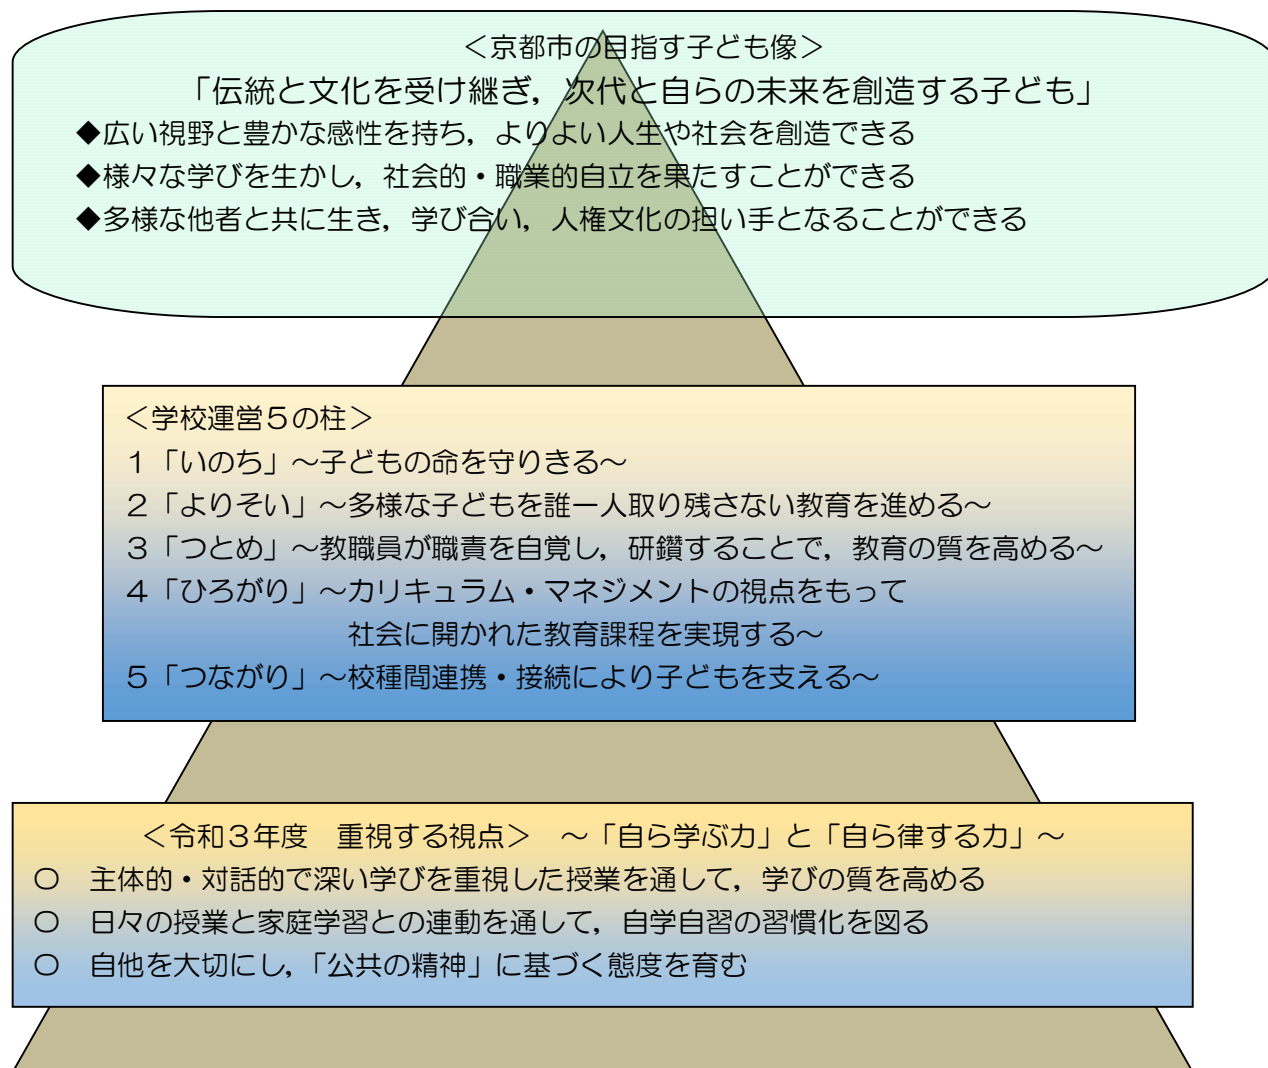 ＜京都市の目指す子ども像＞
「伝統と文化を受け継ぎ，次代と自らの未来を創造する子ども」
◆広い視野と豊かな感性を持ち，よりよい人生や社会を創造できる
◆様々な学びを生かし，社会的・職業的自立を果たすことができる
◆多様な他者と共に生き，学び合い，人権文化の担い手となることができる
＜学校運営５の柱＞
１「いのち」～子どもの命を守りきる～
２「よりそい」～多様な子どもを誰一人取り残さない教育を進める～
３「つとめ」～教職員が職責を自覚し，研鑽することで，教育の質を高める～
４「ひろがり」～カリキュラム・マネジメントの視点をもって
社会に開かれた教育課程を実現する～
５「つながり」～校種間連携・接続により子どもを支える～
＜令和３年度　重視する視点＞　～「自ら学ぶ力」と「自ら律する力」～
〇　主体的・対話的で深い学びを重視した授業を通して，学びの質を高める
〇　日々の授業と家庭学習との連動を通して，自学自習の習慣化を図る
〇　自他を大切にし，「公共の精神」に基づく態度を育む